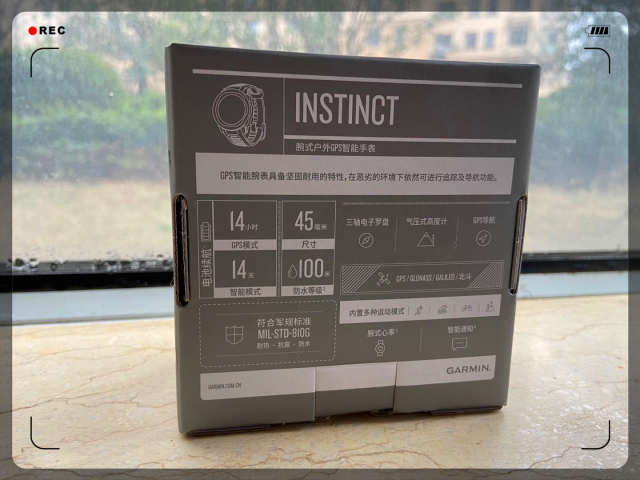 REC
INSTINCT
腕式户外GPS智能手表
GPS智能腕表具备坚固耐用的特性,在恶劣的环境下依然可进行追踪及导航功能。
电池续航
14小时
GPS模式
14天
智能模式
45毫米
尺寸
100米
防水等级¹
三轴电子罗盘
气压式高度计
GPS导航
GPS/GLONASS/GALILEO/北斗
内置多种运动模式
符合军规标准
MIL-STD-810G
耐热 - 抗震 - 防水
腕式心率
智能通知
GARMIN.COM.CN
GARMIN